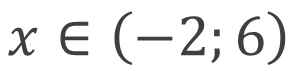 x ∈ (−2; 6)